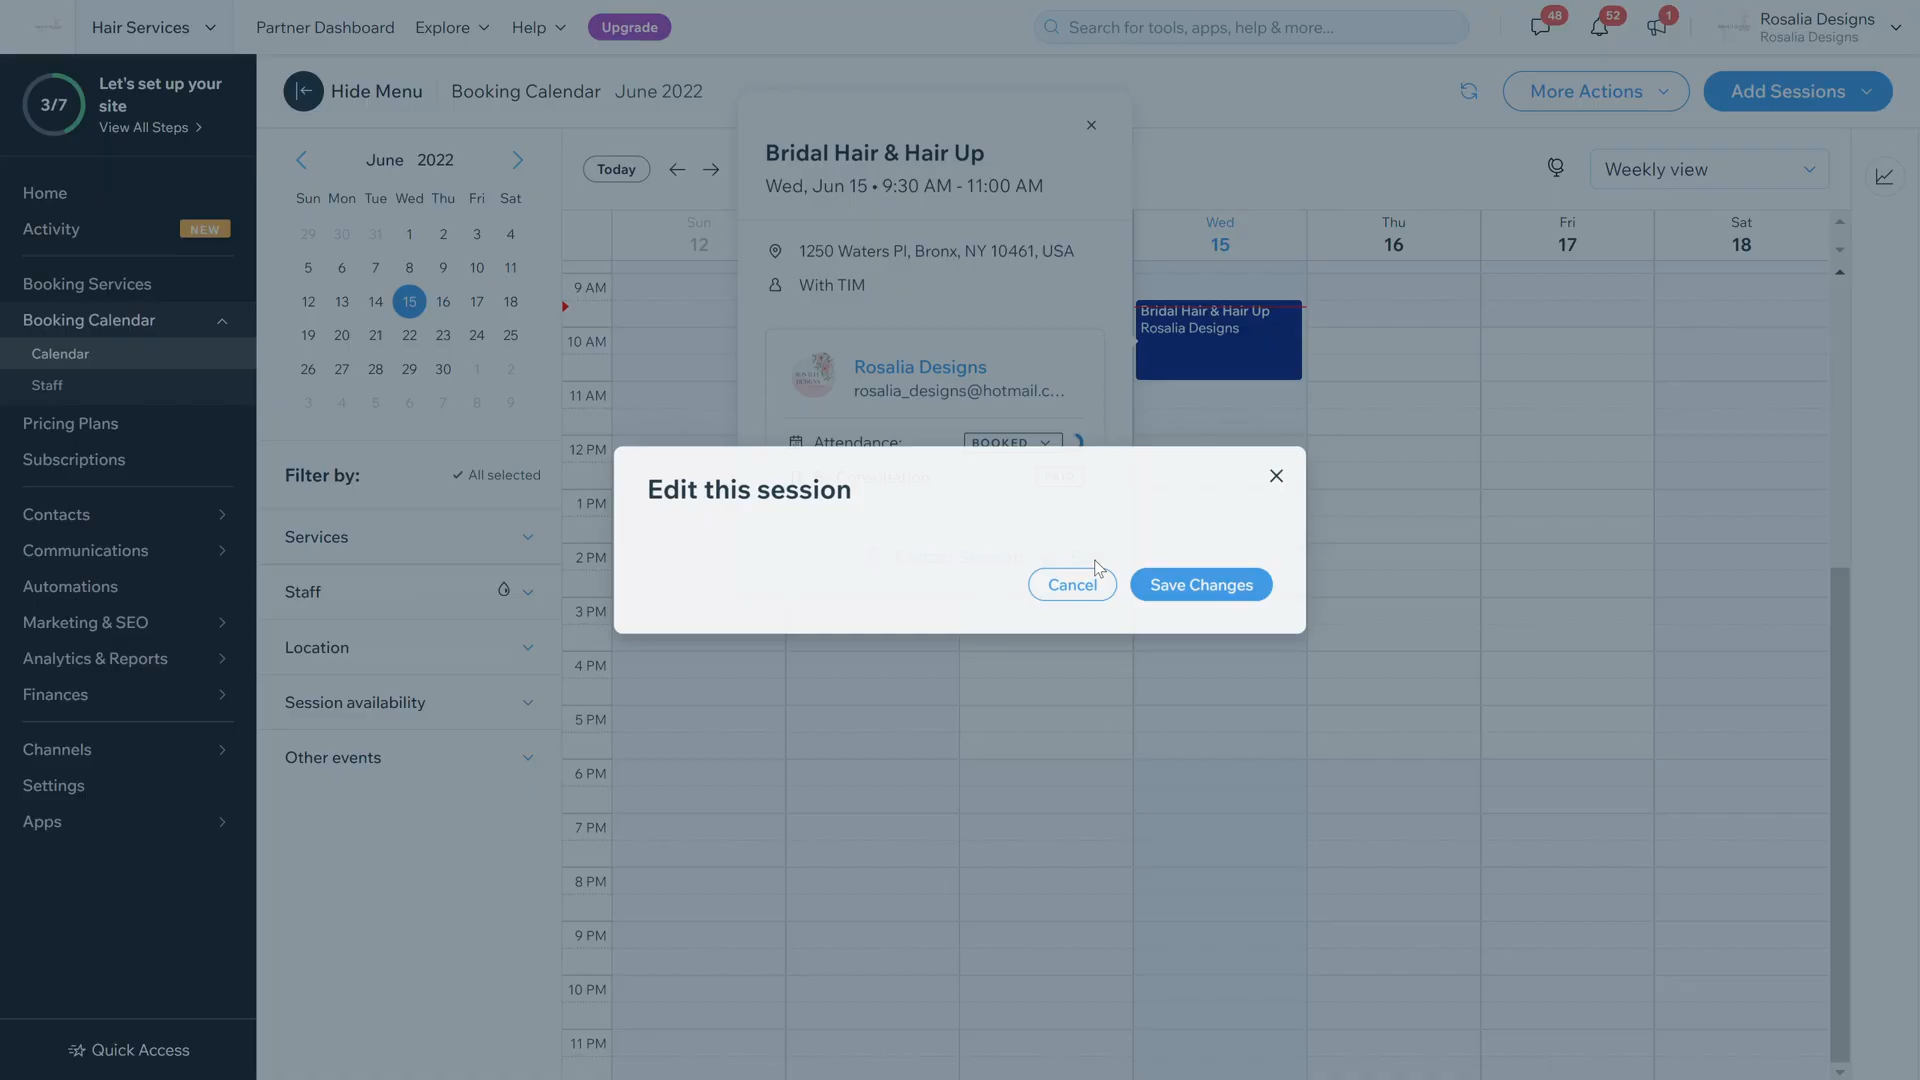 Hair Services
Partner Dashboard
Explore
Help
Upgrade
Search for tools, apps, help & more...
48
52
1
Rosalia Designs
Rosalia Designs
3/7
Let's set up your
site
View All Steps
Home
Activity
NEW
Booking Services
Booking Calendar
Calendar
Staff
Pricing Plans
Subscriptions
Contacts
Communications
Automations
Marketing & SEO
Analytics & Reports
Finances
Channels
Settings
Apps
Quick Access
Hide Menu
Booking Calendar
June 2022
More Actions
Add Sessions
June 2022
Sun Mon Tue Wed Thu Fri Sat
29 30 31 1 2 3 4
5 6 7 8 9 10 11
12 13 14 15 16 17 18
19 20 21 22 23 24 25
26 27 28 29 30 1 2
3 4 5 6 7 8 9
Filter by:
All selected
Services
Staff
Location
Session availability
Other events
Today
Weekly view
Sun
12
Wed
15
Thu
16
Fri
17
Sat
18
9 AM
10 AM
11 AM
12 PM
1 PM
2 PM
3 PM
4 PM
5 PM
6 PM
7 PM
8 PM
9 PM
10 PM
11 PM
Bridal Hair & Hair Up
Rosalia Designs
Bridal Hair & Hair Up
Wed, Jun 15 • 9:30 AM - 11:00 AM
1250 Waters Pl, Bronx, NY 10461, USA
With TIM
Rosalia Designs
rosalia_designs@hotmail.c...
Attendance:
BOOKED
Consultation
PAID
Edit this session
Cancel
Save Changes